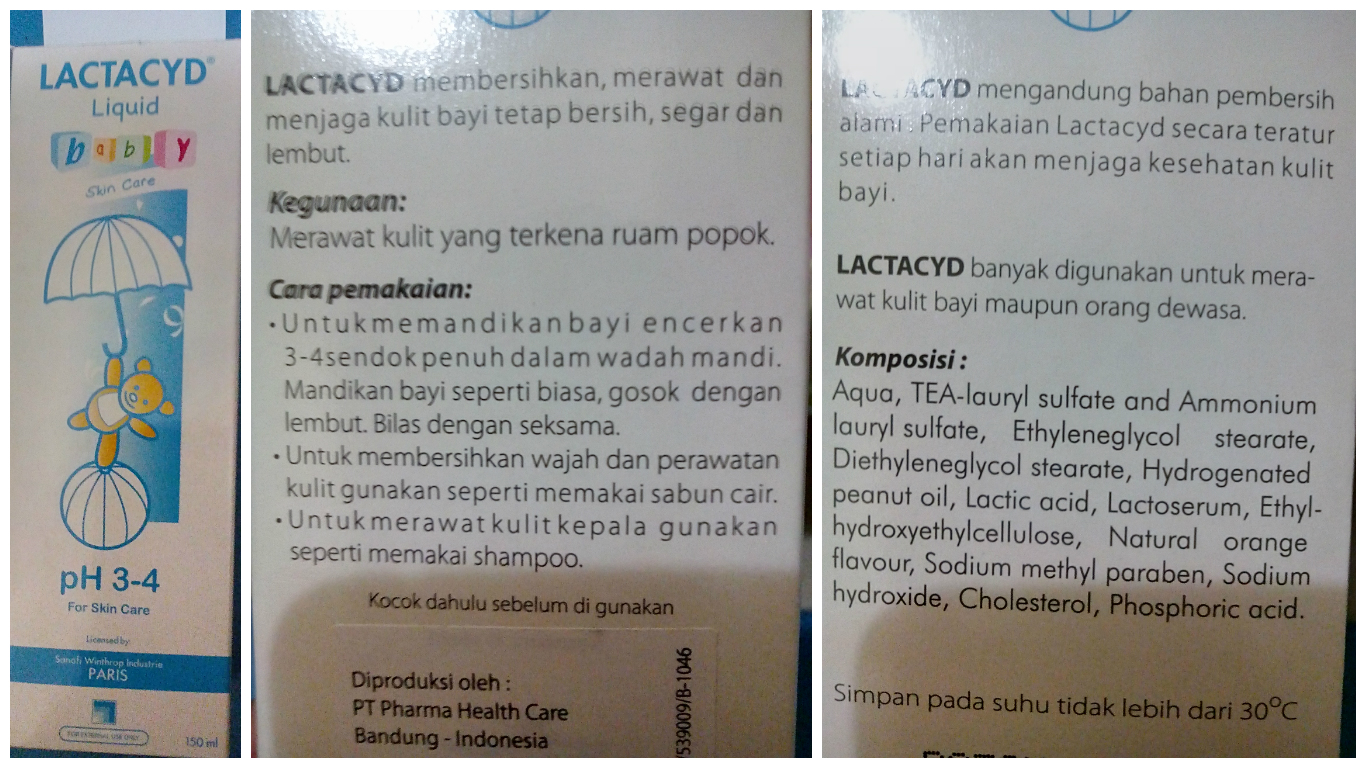 LACTACYD®
Liquid
baby
Skin Care
pH 3-4
For Skin Care
Licensed by:
Sanofi Winthrop Industrie
PARIS
FOR EXTERNAL USE ONLY
150 ml
LACTACYD membersihkan, merawat dan
menjaga kulit bayi tetap bersih, segar dan
lembut.
Kegunaan:
Merawat kulit yang terkena ruam popok.
Cara pemakaian:
• Untuk memandikan bayi encerkan
3-4 sendok penuh dalam wadah mandi.
Mandikan bayi seperti biasa, gosok dengan
lembut. Bilas dengan seksama.
• Untuk membersihkan wajah dan perawatan
kulit gunakan seperti memakai sabun cair.
• Untuk merawat kulit kepala gunakan
seperti memakai shampoo.
Kocok dahulu sebelum di gunakan
Diproduksi oleh :
PT Pharma Health Care
Bandung - Indonesia
/539009/B-1046
LACTACYD mengandung bahan pembersih
alami . Pemakaian Lactacyd secara teratur
setiap hari akan menjaga kesehatan kulit
bayi.
LACTACYD banyak digunakan untuk mera-
wat kulit bayi maupun orang dewasa.
Komposisi :
Aqua, TEA-lauryl sulfate and Ammonium
lauryl sulfate, Ethyleneglycol stearate,
Diethyleneglycol stearate, Hydrogenated
peanut oil, Lactic acid, Lactoserum, Ethyl-
hydroxyethylcellulose, Natural orange
flavour, Sodium methyl paraben, Sodium
hydroxide, Cholesterol, Phosphoric acid.
Simpan pada suhu tidak lebih dari 30°C